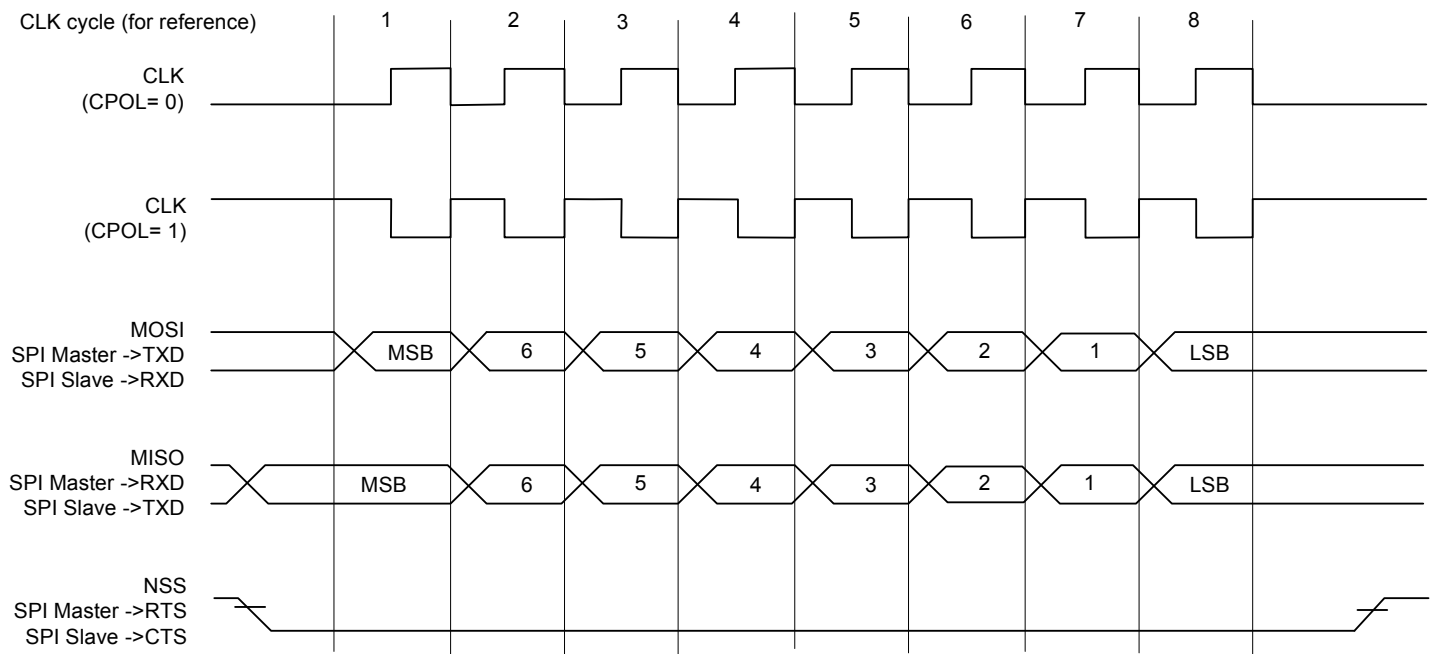 CLK cycle (for reference) 1 2 3 4 5 6 7 8
CLK
(CPOL= 0)
CLK
(CPOL= 1)
MOSI
SPI Master ->TXD
SPI Slave ->RXD
MSB 6 5 4 3 2 1 LSB
MISO
SPI Master ->RXD
SPI Slave ->TXD
MSB 6 5 4 3 2 1 LSB
NSS
SPI Master ->RTS
SPI Slave ->CTS